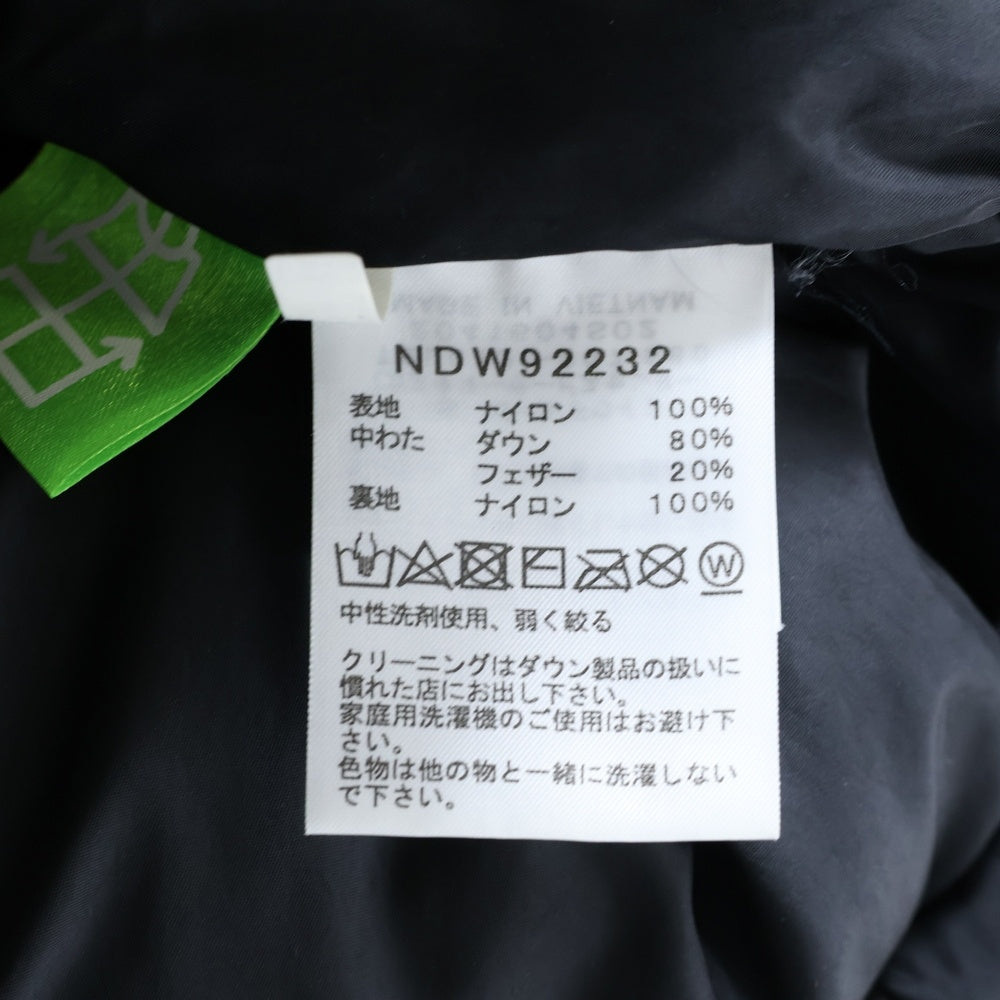 NDW92232
表地 ナイロン 100%
中わた ダウン 80%
フェザー 20%
裏地 ナイロン 100%
W
中性洗剤使用、弱く絞る
クリーニングはダウン製品の扱いに
慣れた店にお出し下さい。
家庭用洗濯機のご使用はお避け下
さい。
色物は他の物と一緒に洗濯しない
で下さい。